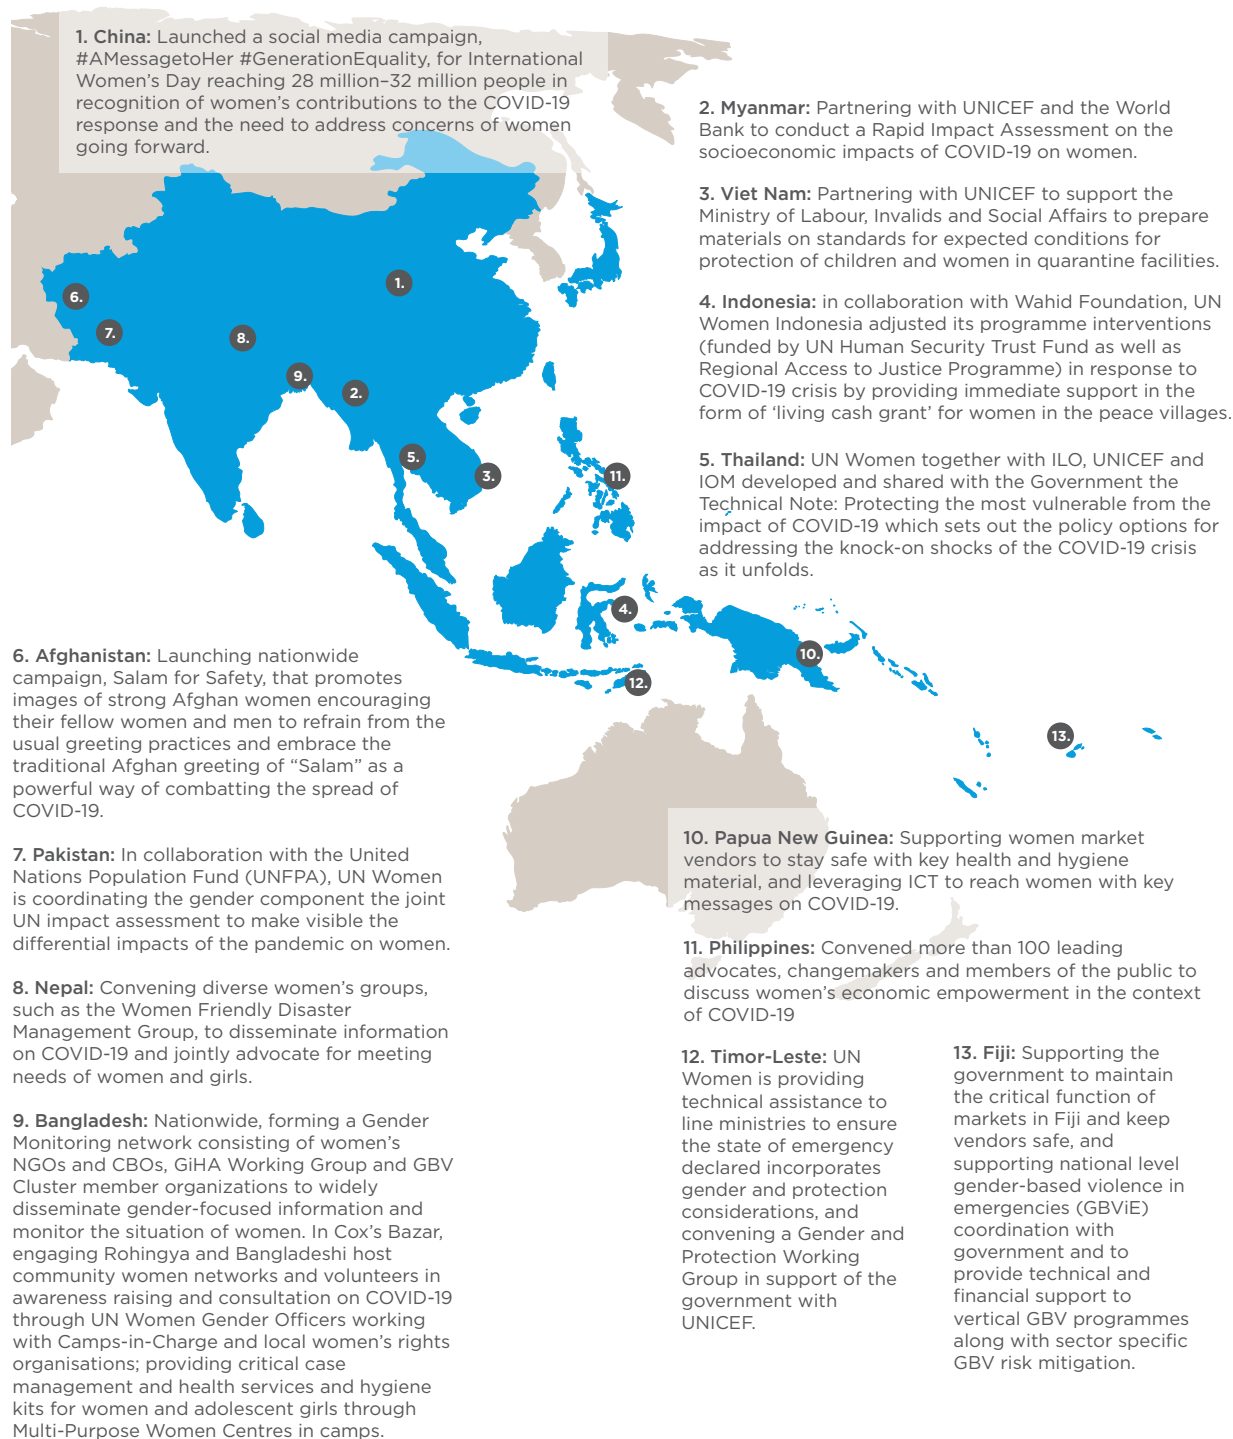 1. China: Launched a social media campaign,
#AMessagetoHer #GenerationEquality, for International
Women’s Day reaching 28 million–32 million people in
recognition of women’s contributions to the COVID-19
response and the need to address concerns of women
going forward.
2. Myanmar: Partnering with UNICEF and the World
Bank to conduct a Rapid Impact Assessment on the
socioeconomic impacts of COVID-19 on women.
3. Viet Nam: Partnering with UNICEF to support the
Ministry of Labour, Invalids and Social Affairs to prepare
materials on standards for expected conditions for
protection of children and women in quarantine facilities.
4. Indonesia: in collaboration with Wahid Foundation, UN
Women Indonesia adjusted its programme interventions
(funded by UN Human Security Trust Fund as well as
Regional Access to Justice Programme) in response to
COVID-19 crisis by providing immediate support in the
form of ‘living cash grant’ for women in the peace villages.
5. Thailand: UN Women together with ILO, UNICEF and
IOM developed and shared with the Government the
Technical Note: Protecting the most vulnerable from the
impact of COVID-19 which sets out the policy options for
addressing the knock-on shocks of the COVID-19 crisis
as it unfolds.
1.
6.
7.
8.
9.
2.
5.
3.
11.
4.
10.
12.
13.
6. Afghanistan: Launching nationwide
campaign, Salam for Safety, that promotes
images of strong Afghan women encouraging
their fellow women and men to refrain from the
usual greeting practices and embrace the
traditional Afghan greeting of “Salam” as a
powerful way of combatting the spread of
COVID-19.
7. Pakistan: In collaboration with the United
Nations Population Fund (UNFPA), UN Women
is coordinating the gender component the joint
UN impact assessment to make visible the
differential impacts of the pandemic on women.
8. Nepal: Convening diverse women’s groups,
such as the Women Friendly Disaster
Management Group, to disseminate information
on COVID-19 and jointly advocate for meeting
needs of women and girls.
9. Bangladesh: Nationwide, forming a Gender
Monitoring network consisting of women’s
NGOs and CBOs, GiHA Working Group and GBV
Cluster member organizations to widely
disseminate gender-focused information and
monitor the situation of women. In Cox’s Bazar,
engaging Rohingya and Bangladeshi host
community women networks and volunteers in
awareness raising and consultation on COVID-19
through UN Women Gender Officers working
with Camps-in-Charge and local women’s rights
organisations; providing critical case
management and health services and hygiene
kits for women and adolescent girls through
Multi-Purpose Women Centres in camps.
10. Papua New Guinea: Supporting women market
vendors to stay safe with key health and hygiene
material, and leveraging ICT to reach women with key
messages on COVID-19.
11. Philippines: Convened more than 100 leading
advocates, changemakers and members of the public to
discuss women’s economic empowerment in the context
of COVID-19
12. Timor-Leste: UN
Women is providing
technical assistance to
line ministries to ensure
the state of emergency
declared incorporates
gender and protection
considerations, and
convening a Gender and
Protection Working
Group in support of the
government with
UNICEF.
13. Fiji: Supporting the
government to maintain
the critical function of
markets in Fiji and keep
vendors safe, and
supporting national level
gender-based violence in
emergencies (GBViE)
coordination with
government and to
provide technical and
financial support to
vertical GBV programmes
along with sector specific
GBV risk mitigation.